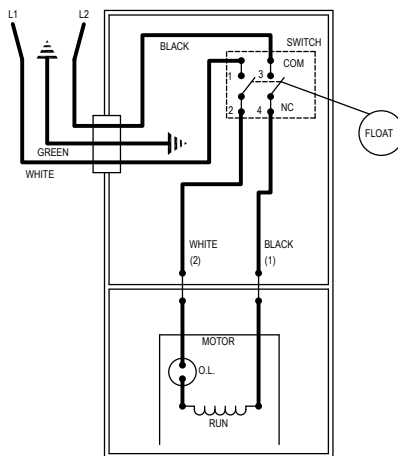 L1
L2
BLACK
SWITCH
COM
1
3
2
4
NC
FLOAT
GREEN
WHITE
WHITE
(2)
BLACK
(1)
MOTOR
O.L.
RUN